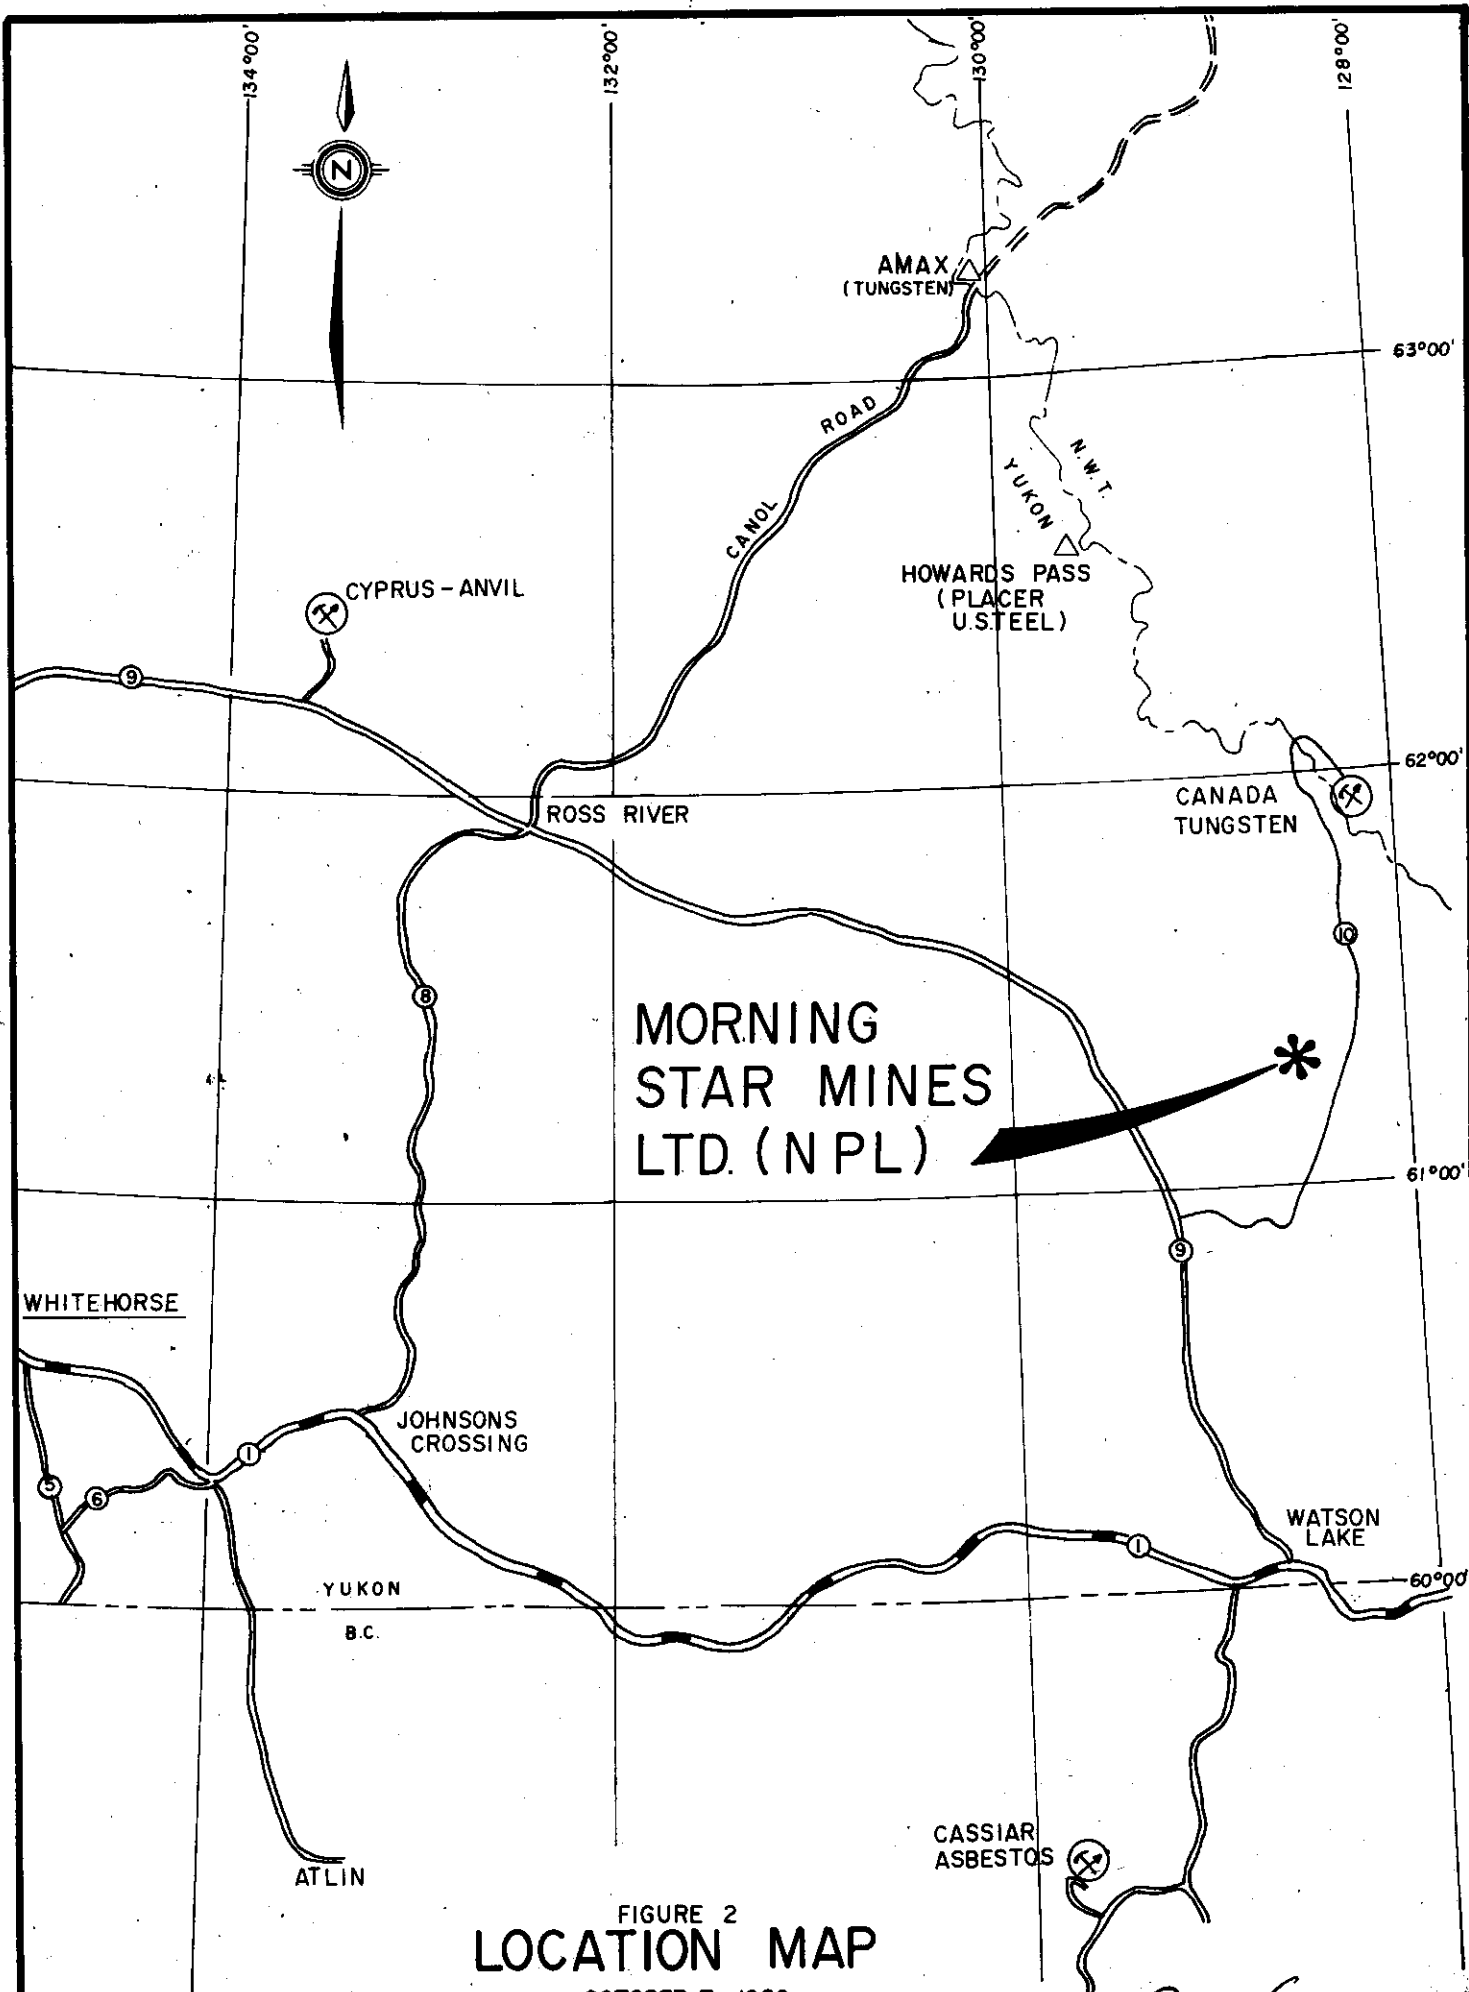 134°00'
132°00'
130°00'
128°00'
N
AMAX
(TUNGSTEN)
63°00'
ROAD
CANOL
N.W.T.
YUKON
HOWARDS PASS
(PLACER
U.S.TEEL)
CYPRUS-ANVIL
9
62°00'
CANADA
TUNGSTEN
ROSS RIVER
10
8
MORNING
STAR MINES
LTD. (NPL)
61°00'
9
WHITEHORSE
JOHNSONS
CROSSING
1
5
6
WATSON
LAKE
1
60°00'
YUKON
B.C.
CASSIAR
ASBESTOS
ATLIN
FIGURE 2
LOCATION MAP